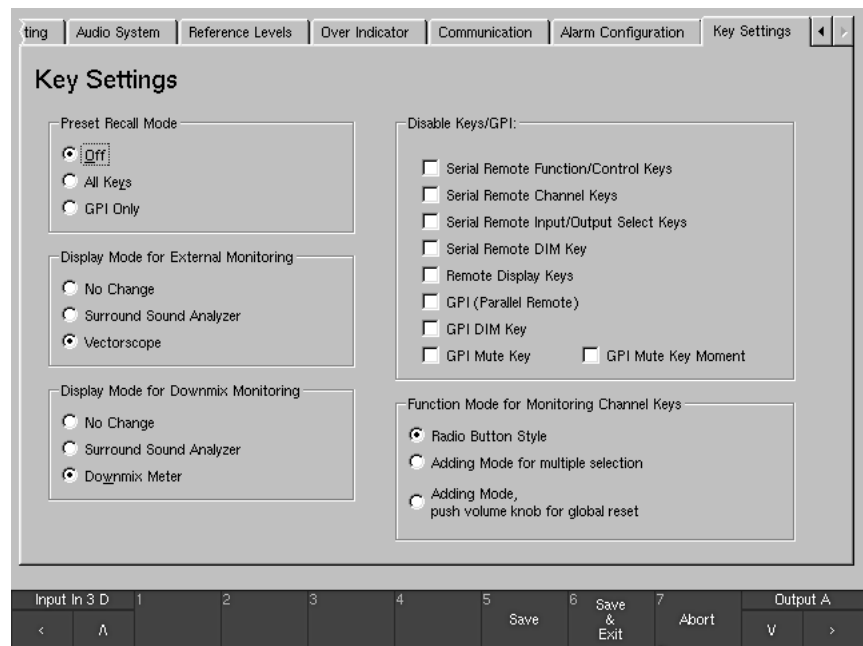 ting
Audio System
Reference Levels
Over Indicator
Communication
Alarm Configuration
Key Settings
Key Settings
Preset Recall Mode
Off
All Keys
GPI Only
Display Mode for External Monitoring
No Change
Surround Sound Analyzer
Vectorscope
Display Mode for Downmix Monitoring
No Change
Surround Sound Analyzer
Downmix Meter
Disable Keys/GPI:
Serial Remote Function/Control Keys
Serial Remote Channel Keys
Serial Remote Input/Output Select Keys
Serial Remote DIM Key
Remote Display Keys
GPI (Parallel Remote)
GPI DIM Key
GPI Mute Key
GPI Mute Key Moment
Function Mode for Monitoring Channel Keys
Radio Button Style
Adding Mode for multiple selection
Adding Mode,
push volume knob for global reset
Input In 3 D
<
Λ
1
2
3
4
5
Save
6
Save
&
Exit
7
Abort
Output A
V
>